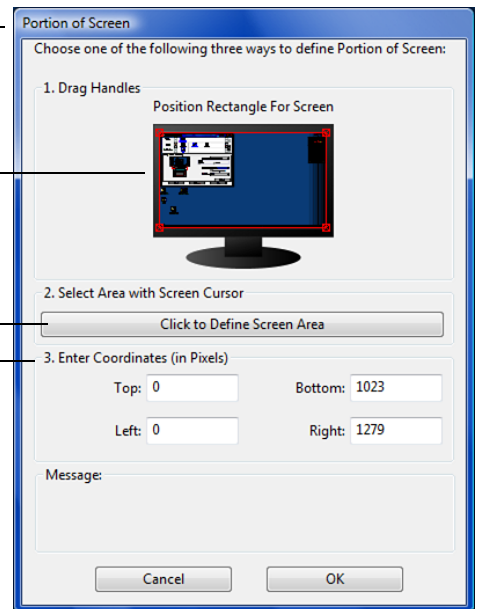 Portion of Screen
Choose one of the following three ways to define Portion of Screen:
1. Drag Handles
Position Rectangle For Screen
2. Select Area with Screen Cursor
Click to Define Screen Area
3. Enter Coordinates (in Pixels)
Top: 0 Bottom: 1023
Left: 0 Right: 1279
Message:
Cancel OK